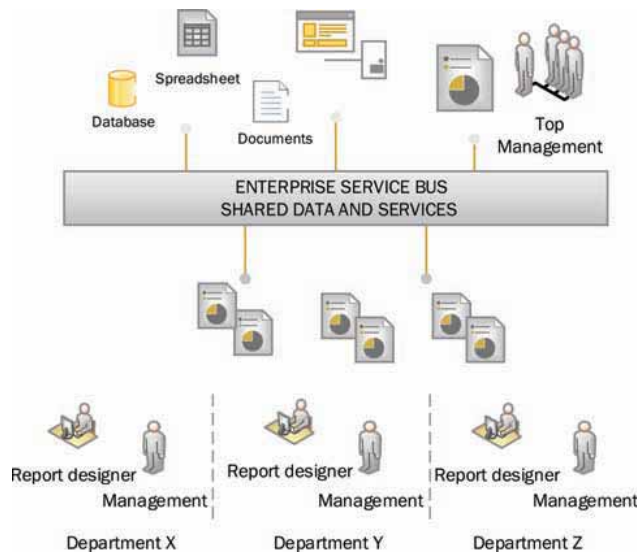 Spreadsheet
Database
Documents
Top
Management
ENTERPRISE SERVICE BUS
SHARED DATA AND SERVICES
Report designer
Management
Report designer
Management
Report designer
Management
Department X
Department Y
Department Z